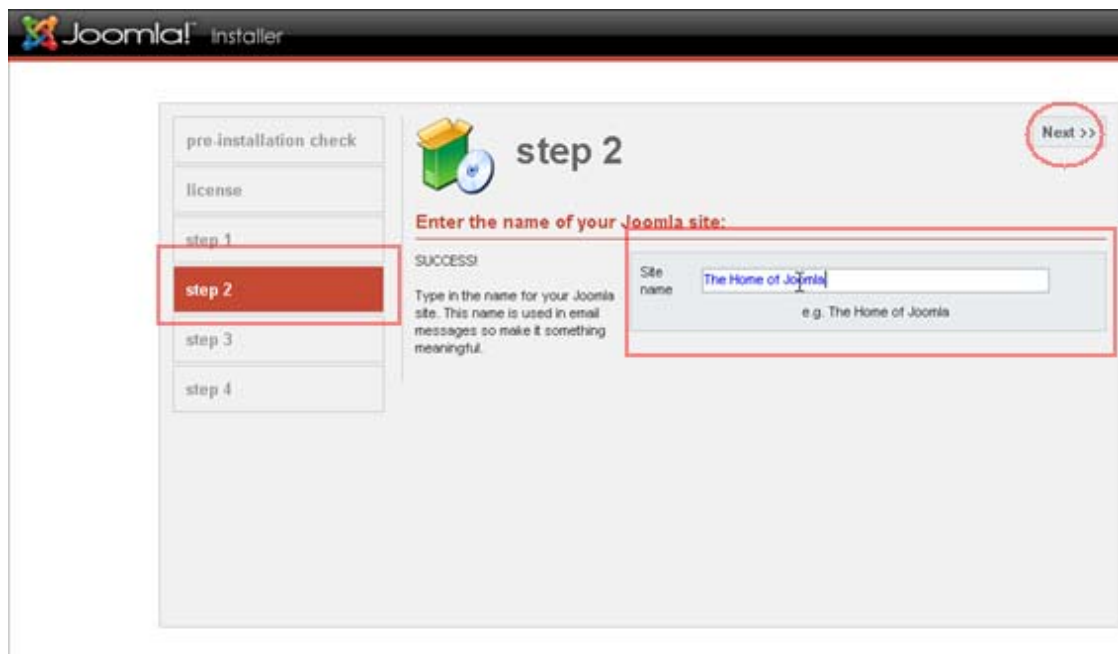 Joomla! Installer
pre-installation check
license
step 1
step 2
step 3
step 4
step 2
Next >>
Enter the name of your Joomla site:
SUCCESS!
Type in the name for your Joomla
site. This name is used in email
messages so make it something
meaningful.
Site
name
The Home of Joomla
e.g. The Home of Joomla